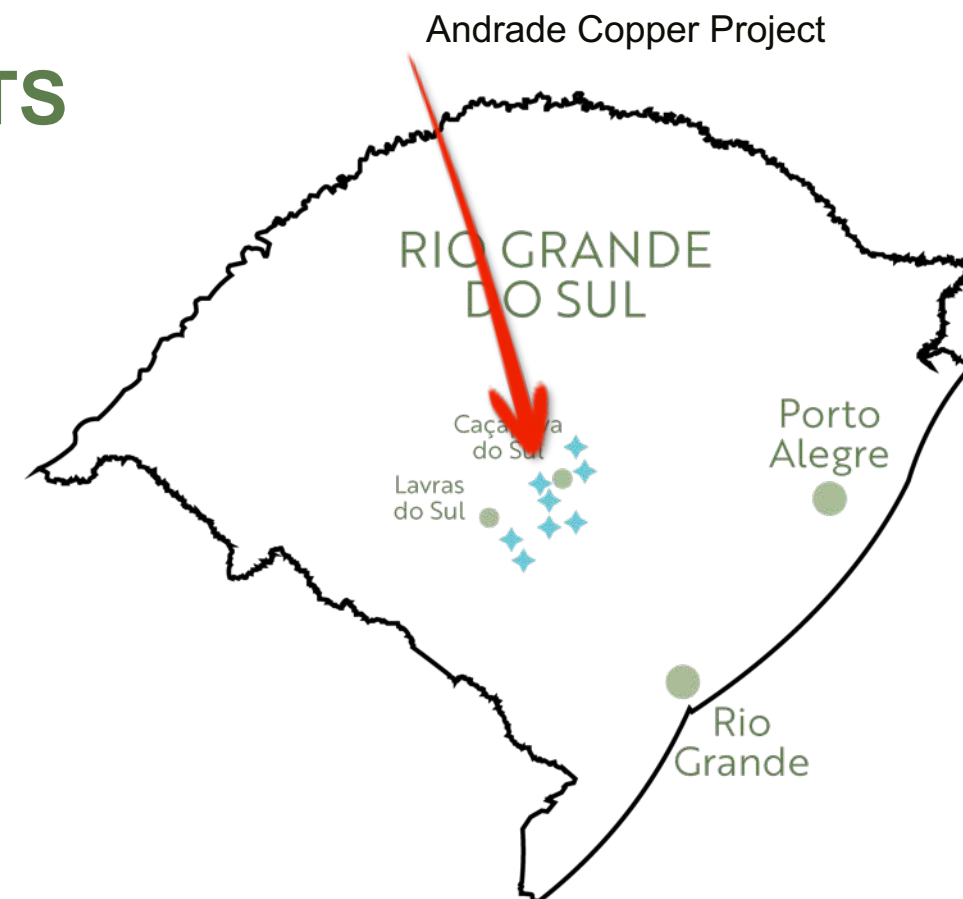 Andrade Copper Project
TS
RIO GRANDE
DO SUL
do Sul
Porto
Alegre
Lavras
do Sul
Rio
Grande